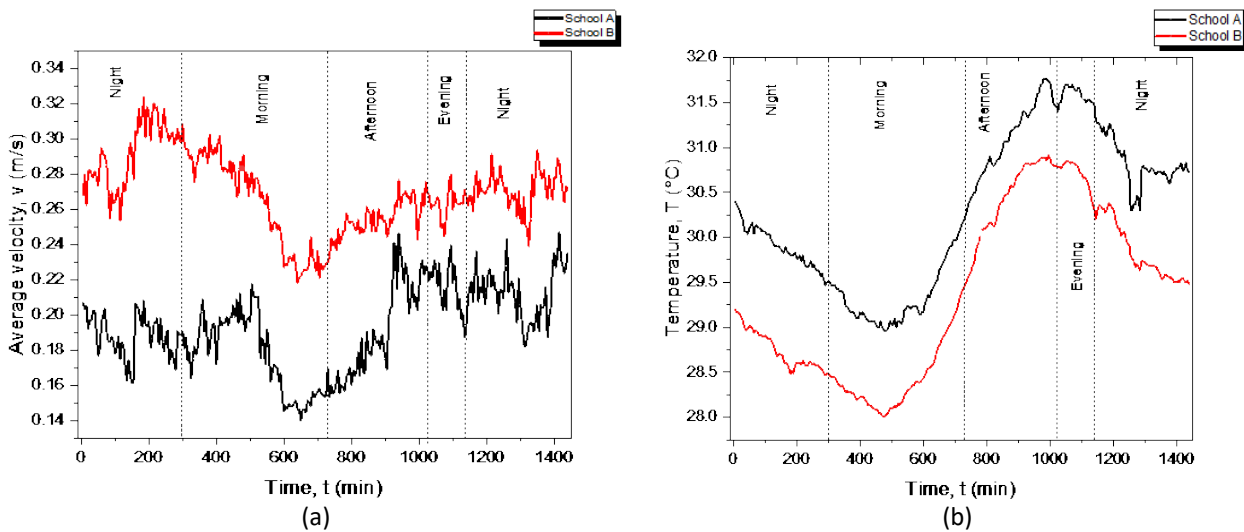 School A
School B
0.34
0.32
0.30
0.28
0.26
0.24
0.22
0.20
0.18
0.16
0.14
Average velocity, v (m/s)
Night
Morning
Afternoon
Evening
Night
0
200
400
600
800
1000
1200
1400
Time, t (min)
(a)
School A
School B
32.0
31.5
31.0
30.5
30.0
29.5
29.0
28.5
28.0
Temperature, T (°C)
Night
Morning
Afternoon
Evening
Night
0
200
400
600
800
1000
1200
1400
Time, t (min)
(b)